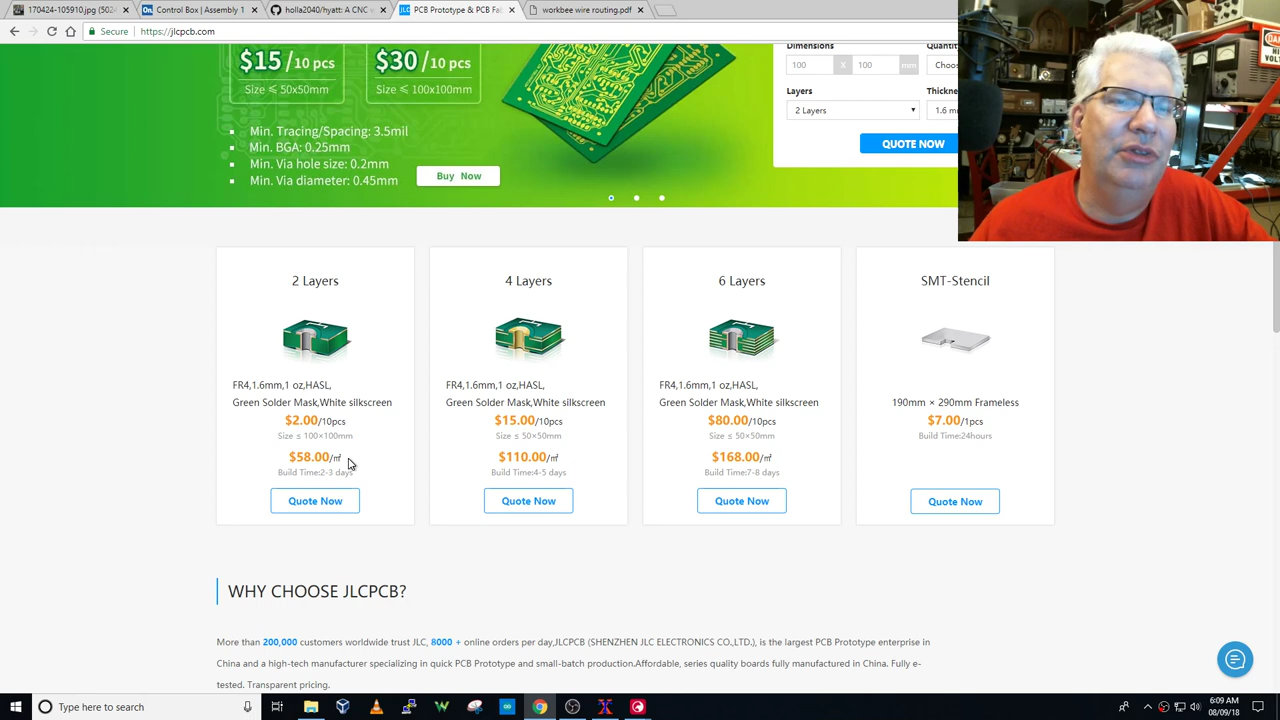 170424-105910.jpg (502
Control Box | Assembly 1
holla2040/hyatt: A CNC
PCB Prototype & PCB Fa
workbee wire routing.pdf
Secure
https://jlcpcb.com
$15/10 pcs
$30/10 pcs
Size ≤ 50x50mm
Size ≤ 100x100mm
Min. Tracing/Spacing: 3.5mil
Min. BGA: 0.25mm
Min. Via hole size: 0.2mm
Min. Via diameter: 0.45mm
Buy Now
Dimensions
100 X 100 mm
Layers
2 Layers
1.6
QUOTE NOW
2 Layers
FR4,1.6mm,1 oz,HASL,
Green Solder Mask,White silkscreen
$2.00/10pcs
Size ≤ 100×100mm
$58.00/㎡
Build Time:2-3 days
Quote Now
4 Layers
FR4,1.6mm,1 oz,HASL,
Green Solder Mask,White silkscreen
$15.00/10pcs
Size ≤ 50×50mm
$110.00/㎡
Build Time:4-5 days
Quote Now
6 Layers
FR4,1.6mm,1 oz,HASL,
Green Solder Mask,White silkscreen
$80.00/10pcs
Size ≤ 50×50mm
$168.00/㎡
Build Time:7-8 days
Quote Now
SMT-Stencil
190mm × 290mm Frameless
$7.00/1pcs
Build Time:24hours
Quote Now
WHY CHOOSE JLCPCB?
More than 200,000 customers worldwide trust JLC, 8000 + online orders per day,JLCPCB (SHENZHEN JLC ELECTRONICS CO.,LTD.), is the largest PCB Prototype enterprise in
China and a high-tech manufacturer specializing in quick PCB Prototype and small-batch production.Affordable, series quality boards fully manufactured in China. Fully e-
tested. Transparent pricing.
Type here to search
6:09 AM
08/09/18